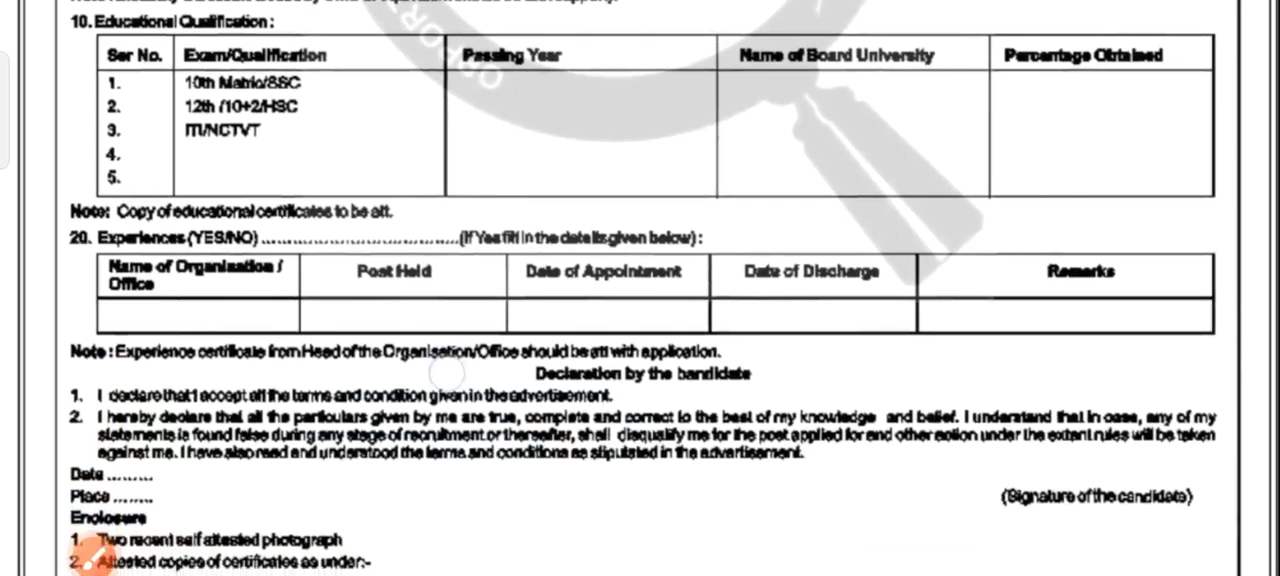 10. Educational Qualification :
Ser No. Exam/Qualification Passing Year Name of Board University Percentage Obtained
1. 10th Matric/SSC
2. 12th /10+2/HSC
3. ITI/NCTVT
4.
5.
Note: Copy of educational certificates to be att.
20. Experiences (YES/NO) ....................................... (If Yes fill in the details given below) :
Name of Organisation / Office Post Held Date of Appointment Date of Discharge Remarks
Note : Experience certificate from Head of the Organisation/Office should be att with application.
Declaration by the bandidate
1. I declare that I accept all the terms and condition given in the advertisement.
2. I hereby declare that all the particulars given by me are true, complete and correct to the best of my knowledge and belief. I understand that in case, any of my
statements is found false during any stage of recruitment or thereafter, shall disqualify me for the post applied for and other action under the extant rules will be taken
against me. I have also read and understood the terms and conditions as stipulated in the advertisement.
Date .........
Place ........
(Signature of the candidate)
Enclosure
1. Two recent self attested photograph
2. Attested copies of certificates as under:-